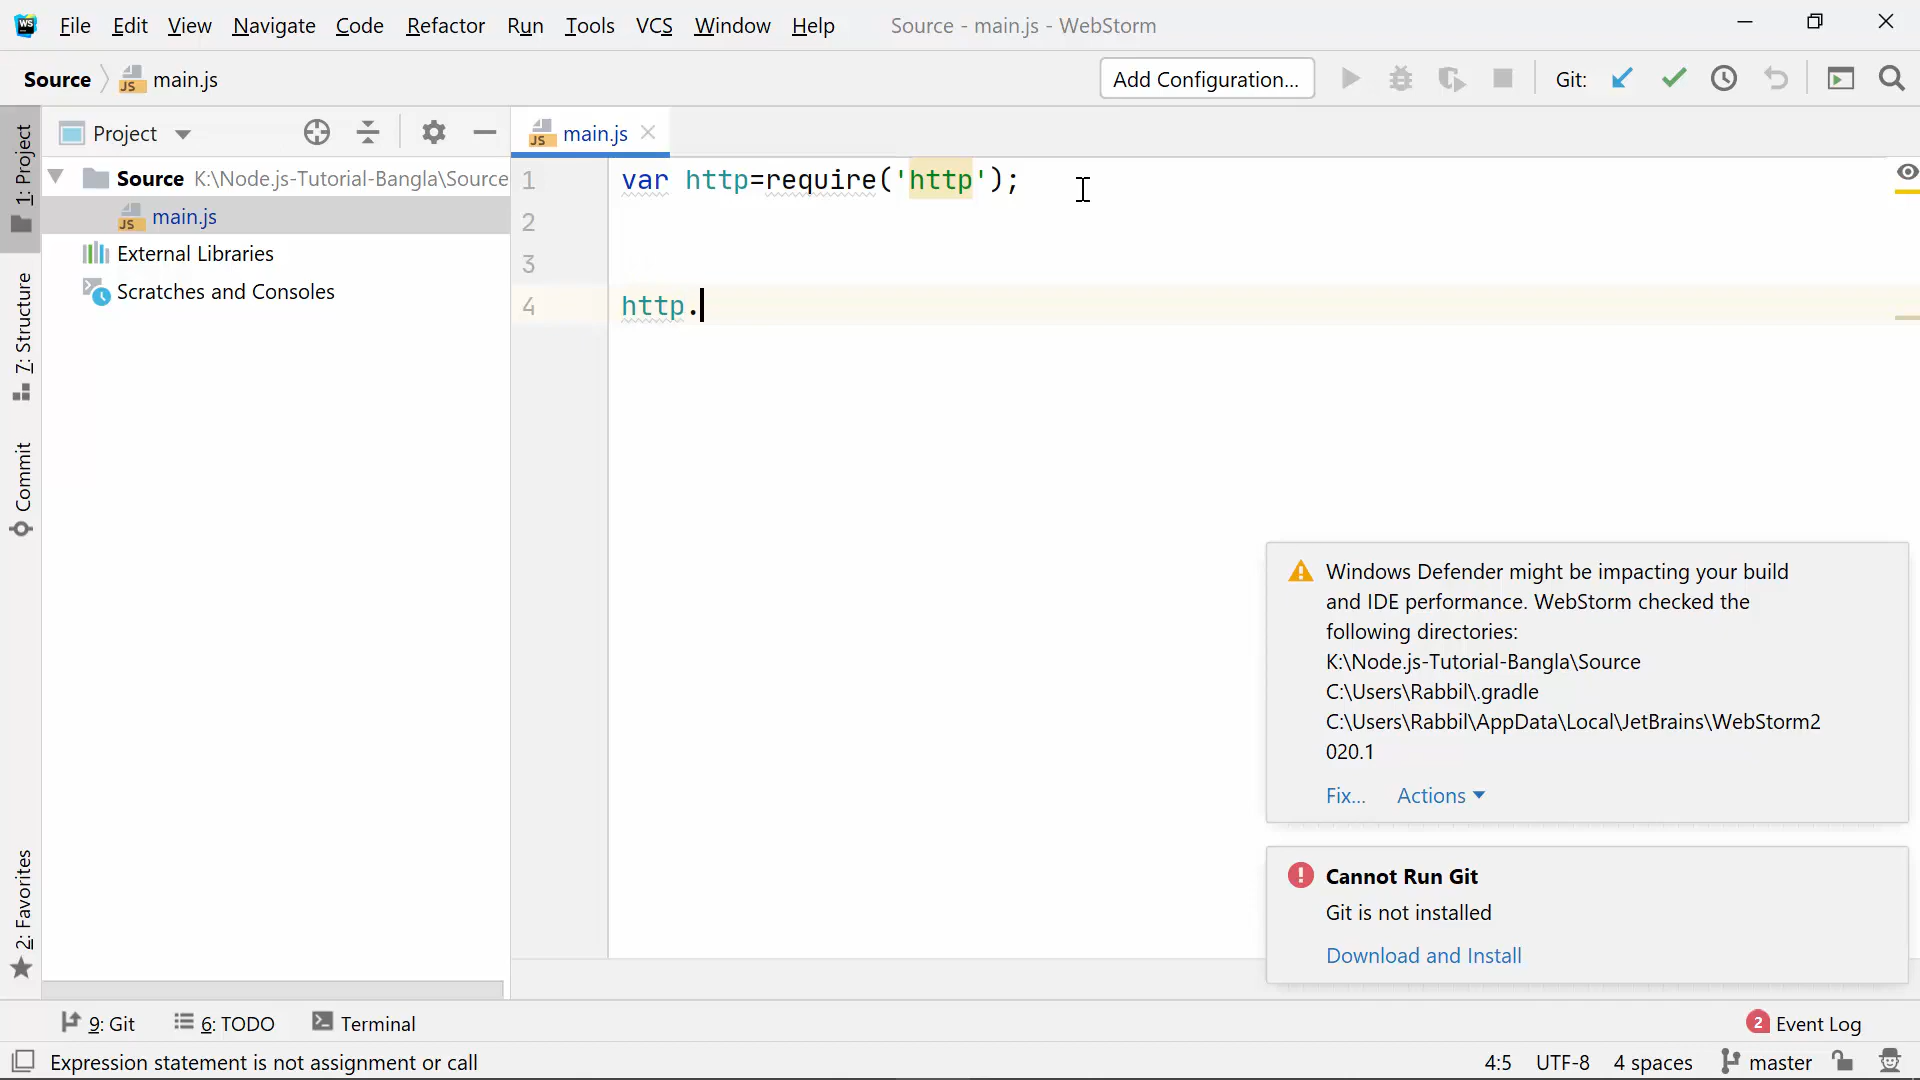 File Edit View Navigate Code Refactor Run Tools VCS Window Help Source - main.js - WebStorm
Source main.js Add Configuration... Git:
1: Project
7: Structure
Commit
2: Favorites
Project
Source K:\Node.js-Tutorial-Bangla\Source
main.js
External Libraries
Scratches and Consoles
main.js
1 var http=require('http');
2
3
4 http.
Windows Defender might be impacting your build
and IDE performance. WebStorm checked the
following directories:
K:\Node.js-Tutorial-Bangla\Source
C:\Users\Rabbil\.gradle
C:\Users\Rabbil\AppData\Local\JetBrains\WebStorm2
020.1
Fix... Actions
Cannot Run Git
Git is not installed
Download and Install
9: Git 6: TODO Terminal 2 Event Log
Expression statement is not assignment or call 4:5 UTF-8 4 spaces master